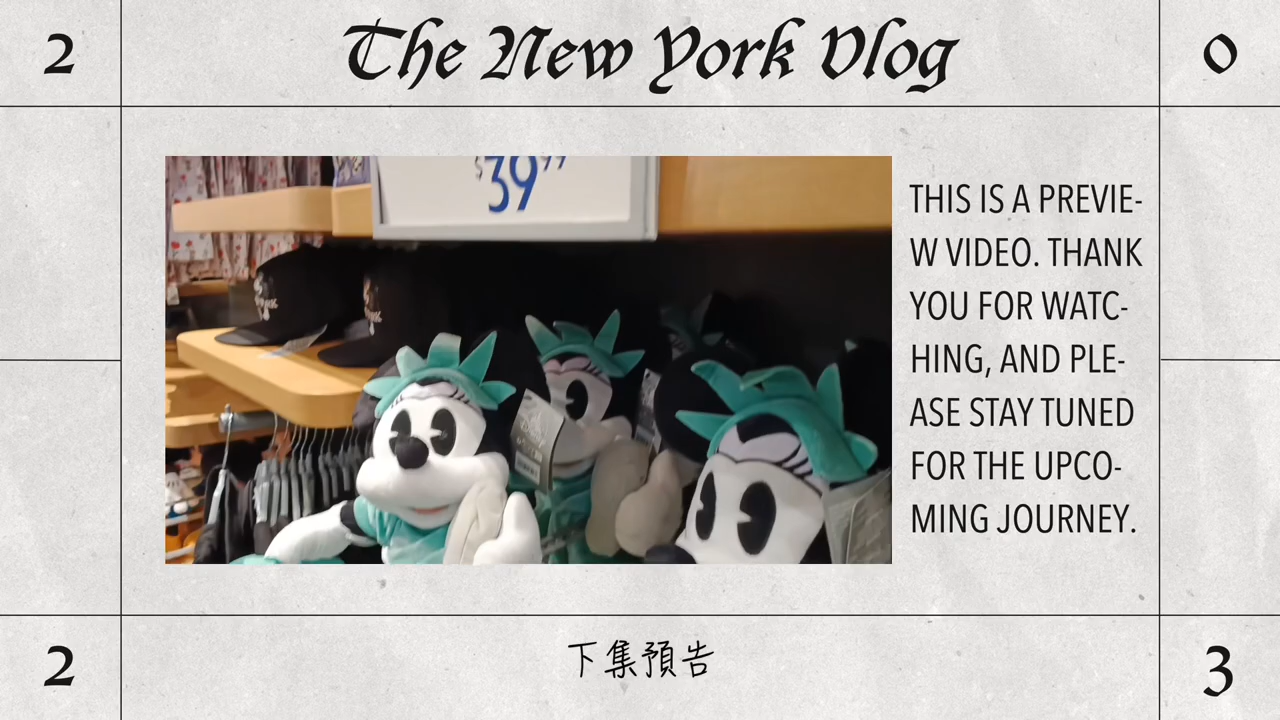 2
The New York Vlog
0
$39⁹⁹
THIS IS A PREVIE-
W VIDEO. THANK
YOU FOR WATC-
HING, AND PLE-
ASE STAY TUNED
FOR THE UPCO-
MING JOURNEY.
2
下集預告
3